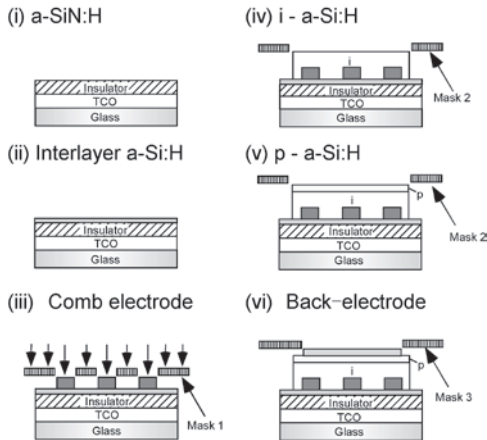 (i) a-SiN:H
Insulator
TCO
Glass
(ii) Interlayer a-Si:H
Insulator
TCO
Glass
(iii) Comb electrode
Insulator
TCO
Glass
Mask 1
(iv) i - a-Si:H
i
Insulator
TCO
Glass
Mask 2
(v) p - a-Si:H
p
i
Insulator
TCO
Glass
Mask 2
(vi) Back-electrode
p
i
Insulator
TCO
Glass
Mask 3